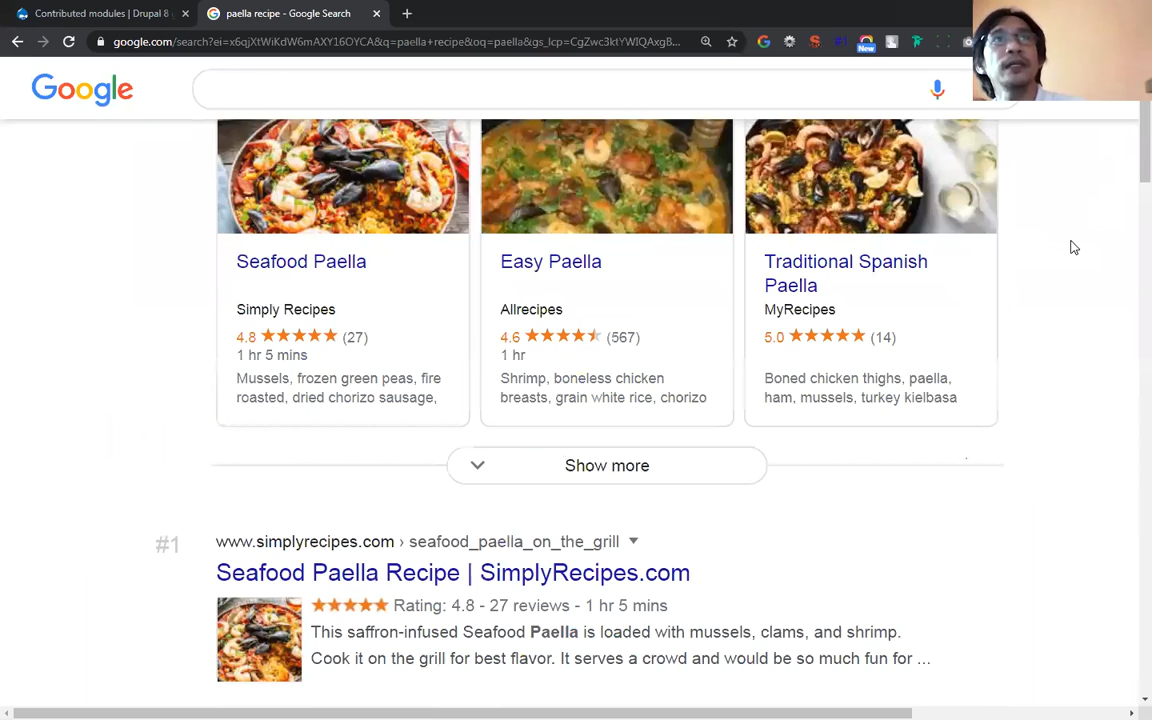 Contributed modules | Drupal 8
paella recipe - Google Search
google.com/search?ei=x6qjXtWiKdW6mAXY16OYCA&q=paella+recipe&oq=paella&gs_lcp=CgZwc3ktYWIQAxgB...
#1
New
Google
Seafood Paella
Simply Recipes
4.8 ★★★★★ (27)
1 hr 5 mins
Mussels, frozen green peas, fire
roasted, dried chorizo sausage,
Easy Paella
Allrecipes
4.6 ★★★★★ (567)
1 hr
Shrimp, boneless chicken
breasts, grain white rice, chorizo
Traditional Spanish
Paella
MyRecipes
5.0 ★★★★★ (14)
Boned chicken thighs, paella,
ham, mussels, turkey kielbasa
Show more
#1
www.simplyrecipes.com › seafood_paella_on_the_grill
Seafood Paella Recipe | SimplyRecipes.com
★★★★★ Rating: 4.8 - 27 reviews - 1 hr 5 mins
This saffron-infused Seafood Paella is loaded with mussels, clams, and shrimp.
Cook it on the grill for best flavor. It serves a crowd and would be so much fun for ...